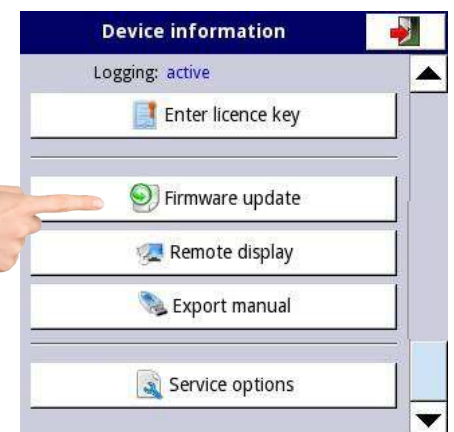 Device information
Logging: active
Enter licence key
Firmware update
Remote display
Export manual
Service options